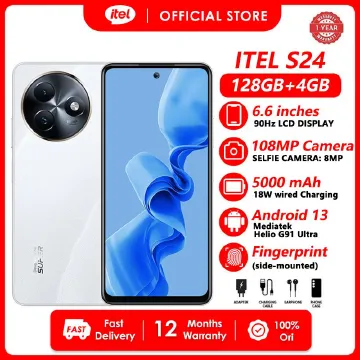 itel
OFFICIAL STORE
1 YEAR
ITEL S24
128GB+4GB
6.6 inches
90Hz LCD DISPLAY
108MP Camera
SELFIE CAMERA: 8MP
5000 mAh
18W wired Charging
Android 13
Mediatek
Helio G91 Ultra
Fingerprint
(side-mounted)
ADAPTER
CHARGING
CABLE
EARPHONE
PHONE
CASE
SUPER
Fast
Delivery
12 Months
Warranty
100%
Ori